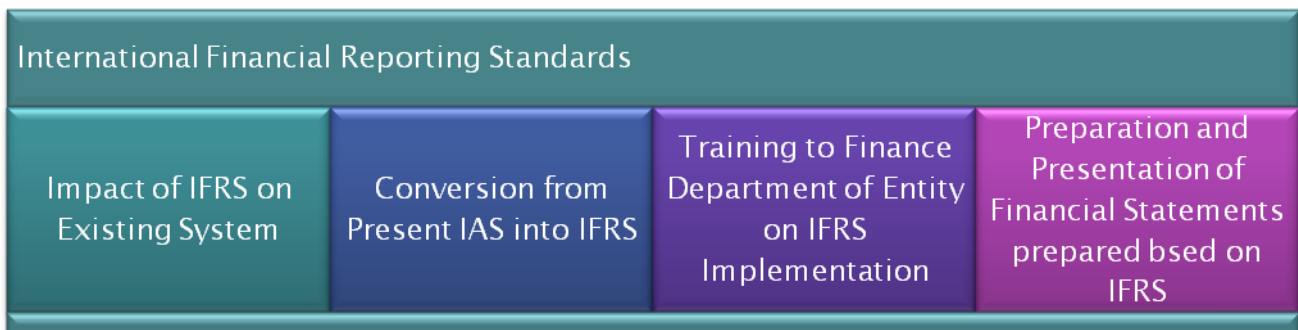 International Financial Reporting Standards
Impact of IFRS on
Existing System
Conversion from
Present IAS into IFRS
Training to Finance
Department of Entity
on IFRS
Implementation
Preparation and
Presentation of
Financial Statements
prepared bsed on
IFRS